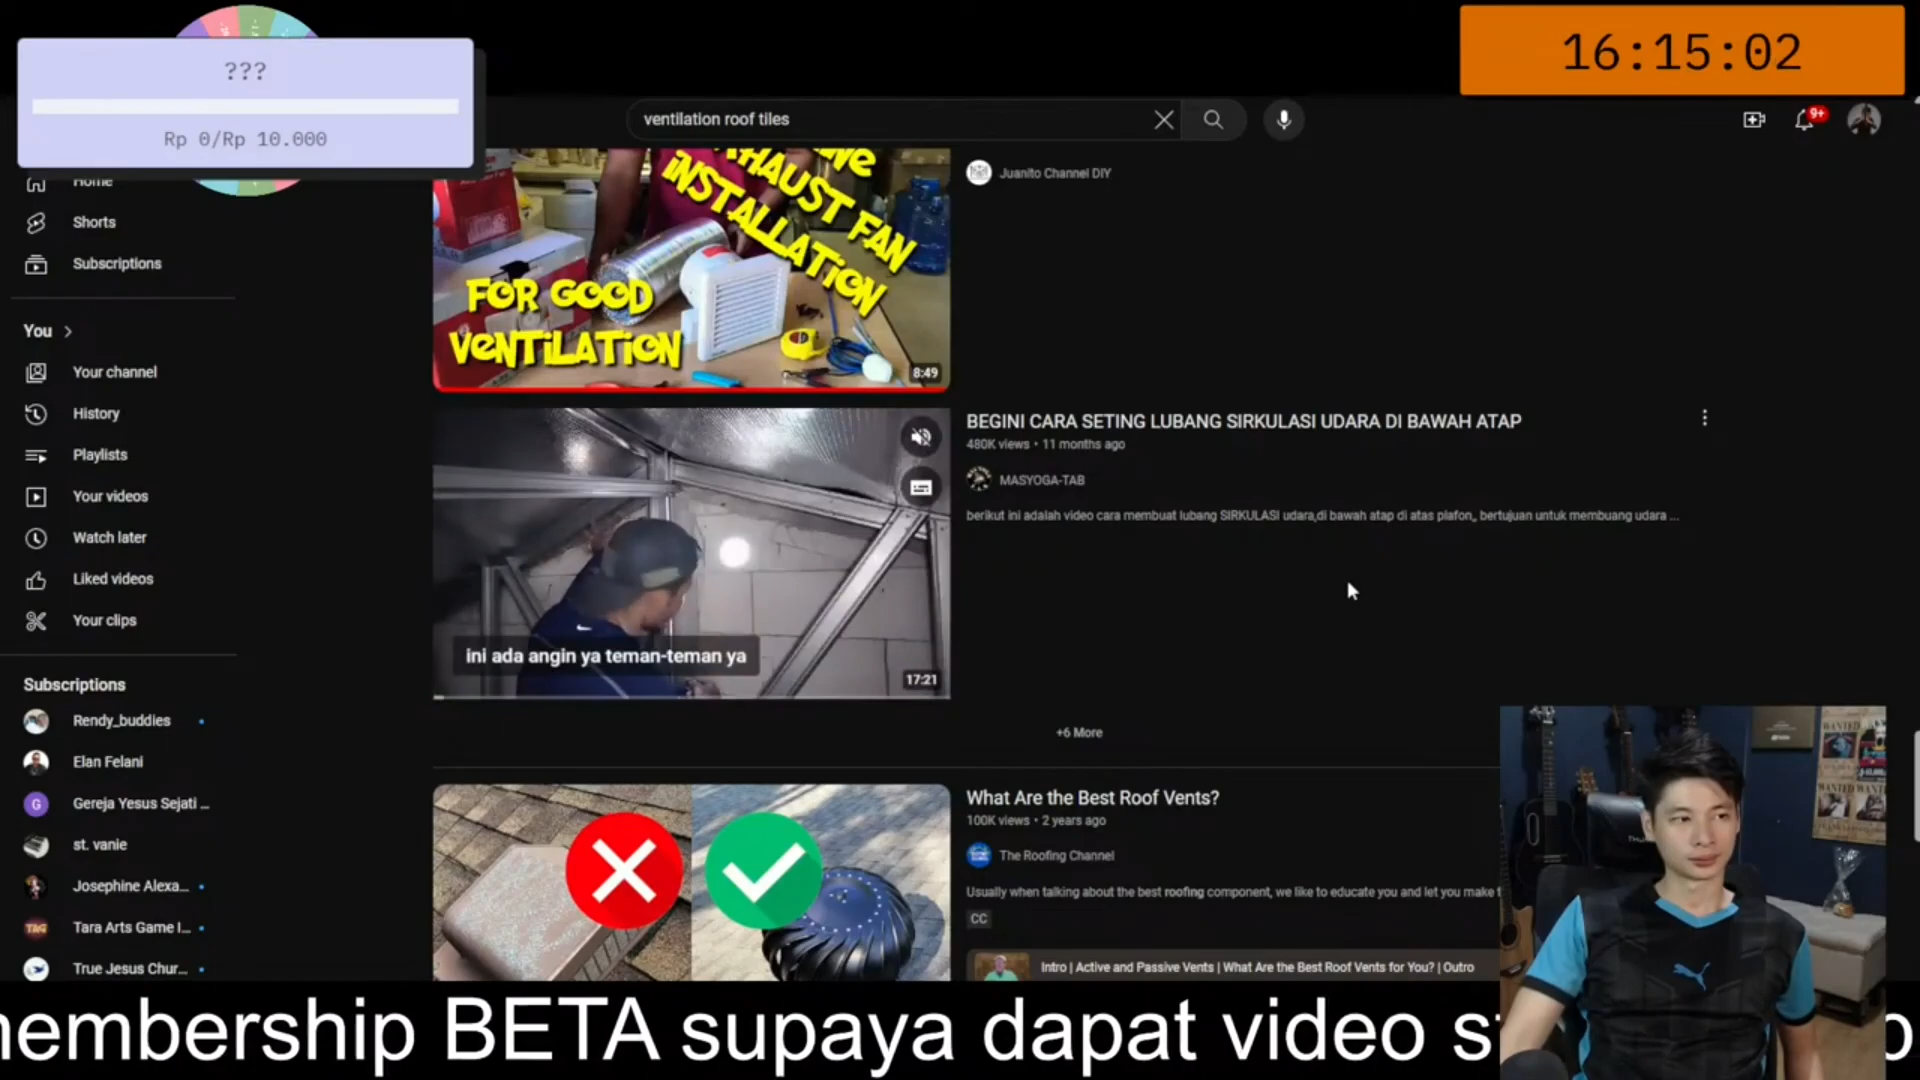 ???
Rp 0/Rp 10.000
16:15:02
ventilation roof tiles
9+
Home
Shorts
Subscriptions
You
Your channel
History
Playlists
Your videos
Watch later
Liked videos
Your clips
Subscriptions
Rendy_buddies
Elan Felani
G
Gereja Yesus Sejati ...
st. vanie
Josephine Alexa...
TAG
Tara Arts Game I...
True Jesus Chur...
INSTALLATION
FAN
FOR GOOD
VENTILATION
8:49
Juanito Channel DIY
BEGINI CARA SETING LUBANG SIRKULASI UDARA DI BAWAH ATAP
480K views • 11 months ago
MASYOGA-TAB
berikut ini adalah video cara membuat lubang SIRKULASI udara,di bawah atap di atas plafon,, bertujuan untuk membuang udara ...
ini ada angin ya teman-teman ya
17:21
+6 More
What Are the Best Roof Vents?
100K views • 2 years ago
The Roofing Channel
Usually when talking about the best roofing component, we like to educate you and let you make
CC
Intro | Active and Passive Vents | What Are the Best Roof Vents for You? | Outro
WANTED
WANTED
embership BETA supaya dapat video s